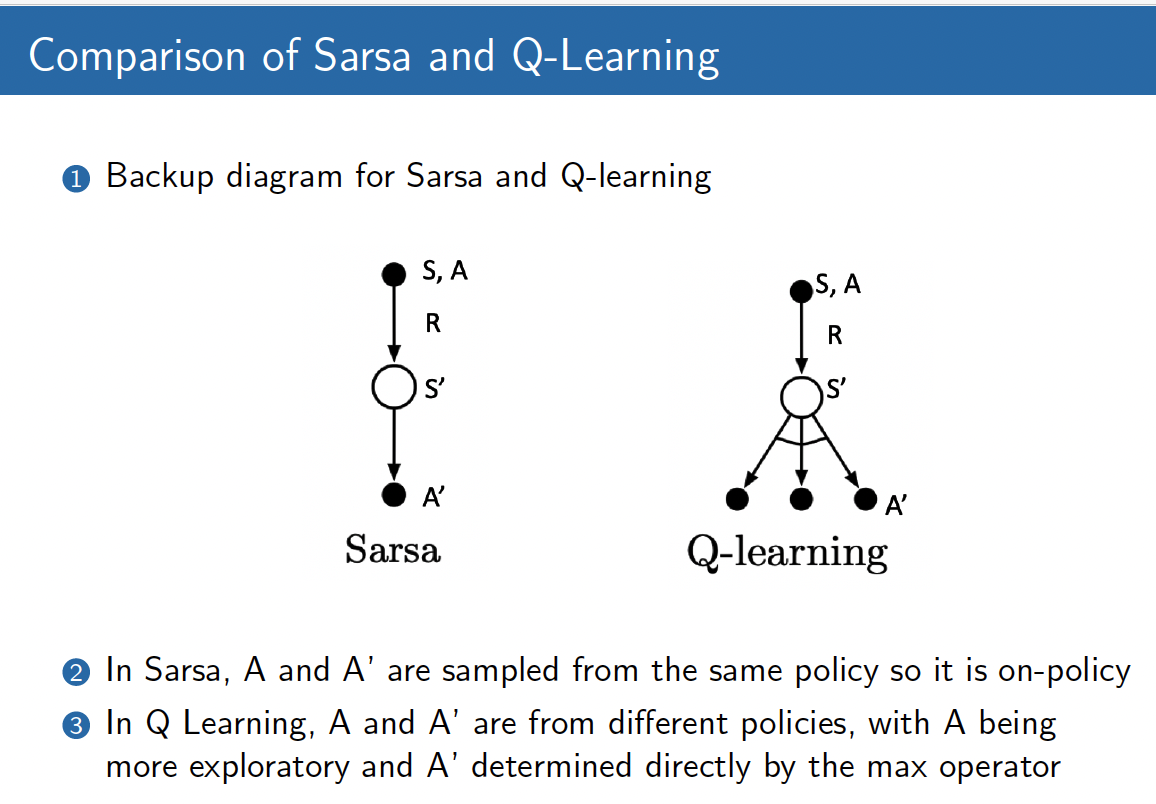 Comparison of Sarsa and Q-Learning
1 Backup diagram for Sarsa and Q-learning
S, A
R
S’
A’
Sarsa
S, A
R
S’
A’
Q-learning
2 In Sarsa, A and A’ are sampled from the same policy so it is on-policy
3 In Q Learning, A and A’ are from different policies, with A being
more exploratory and A’ determined directly by the max operator